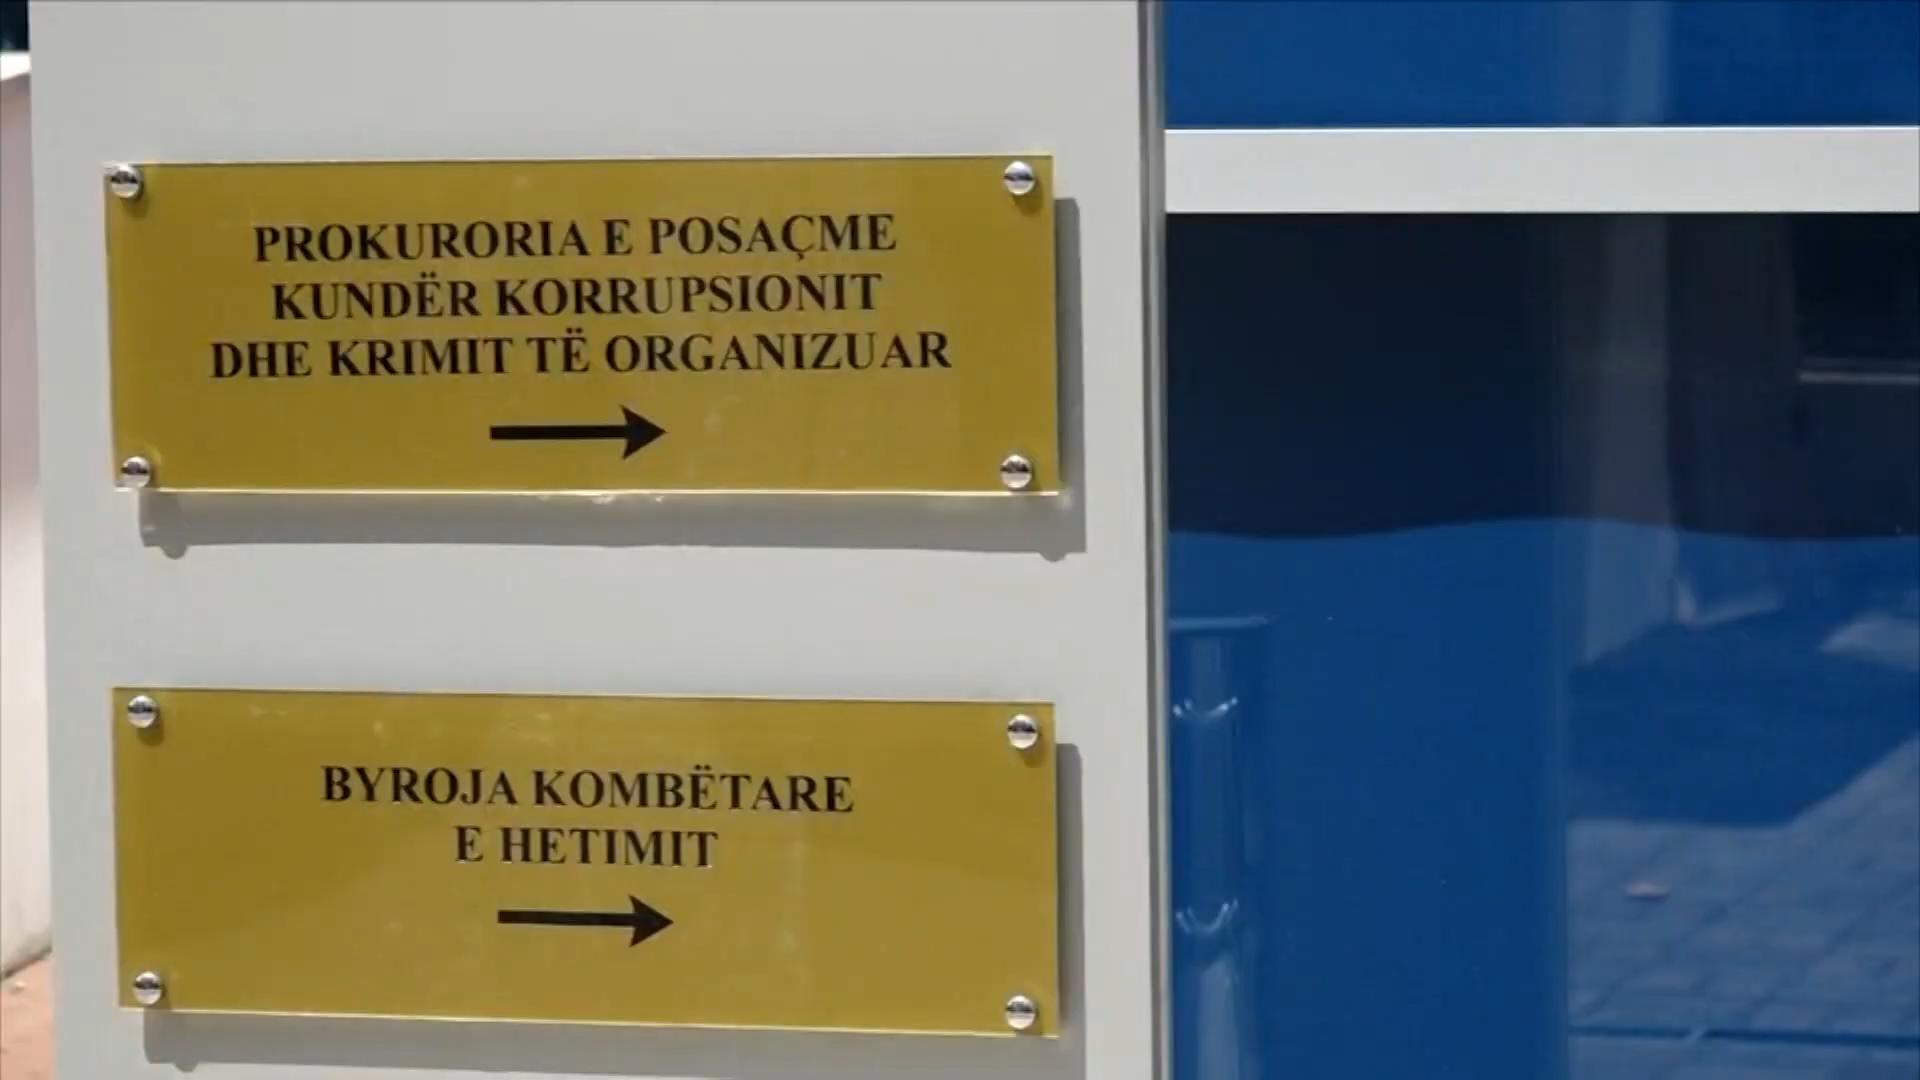 PROKURORIA E POSAÇME
KUNDËR KORRUPSIONIT
DHE KRIMIT TË ORGANIZUAR
BYROJA KOMBËTARE
E HETIMIT